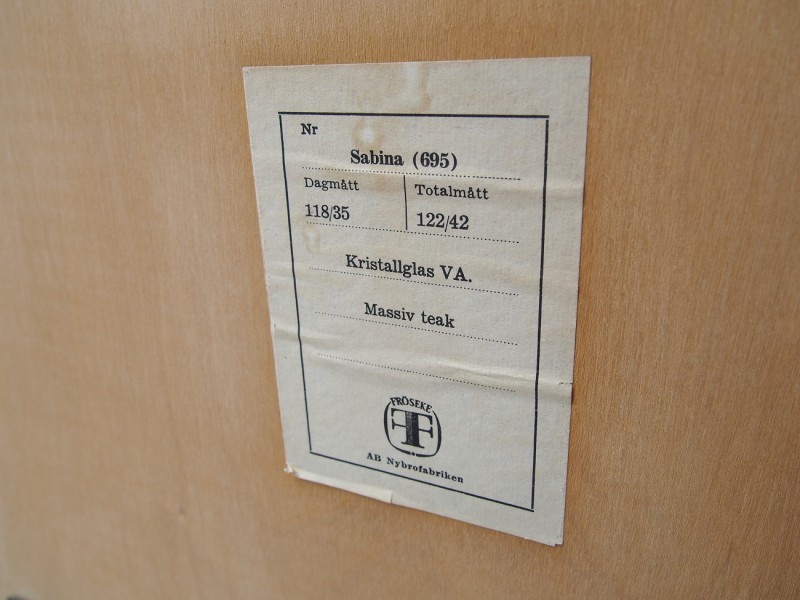 Nr
Sabina (695)
Dagmått Totalmått
118/35 122/42
Kristallglas VA.
Massiv teak
FRÖSEKE
F
AB Nybrofabriken